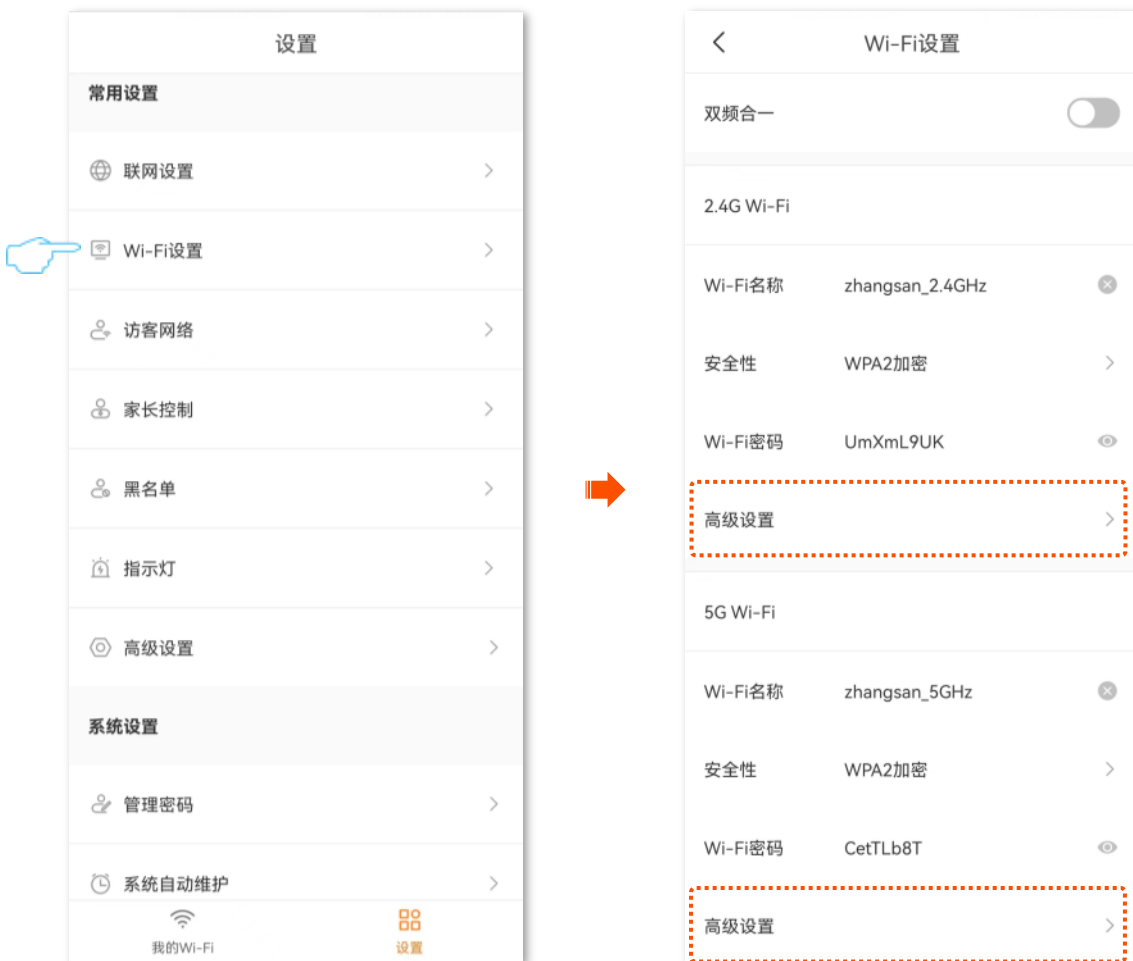 设置
常用设置
联网设置
Wi-Fi设置
访客网络
家长控制
黑名单
指示灯
高级设置
系统设置
管理密码
系统自动维护
我的Wi-Fi 设置
Wi-Fi设置
双频合一
2.4G Wi-Fi
Wi-Fi名称 zhangsan_2.4GHz
安全性 WPA2加密
Wi-Fi密码 UmXmL9UK
高级设置
5G Wi-Fi
Wi-Fi名称 zhangsan_5GHz
安全性 WPA2加密
Wi-Fi密码 CetTLb8T
高级设置